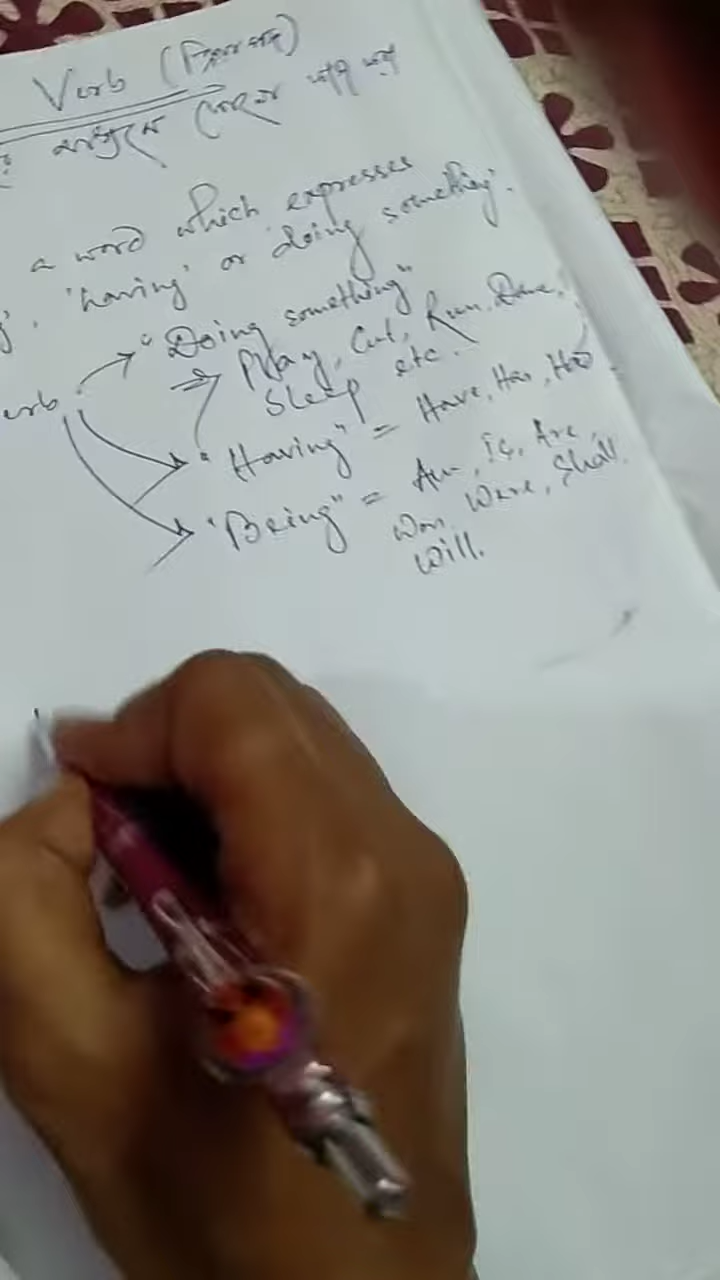 Verb (ক্রিয়াপদ)
a word which expresses
'having' or 'doing something'.
"Doing something"
⇒ Play, Cut, Run, Dance,
Sleep etc.
erb
"Having" = Have, Has, Had.
"Being" = Am, is, Are,
Was, Were, Shall,
will.